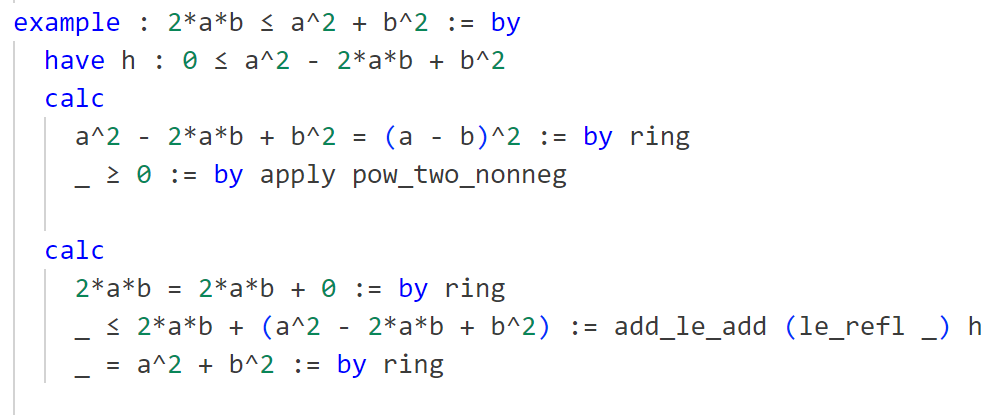 example : 2*a*b ≤ a^2 + b^2 := by
have h : 0 ≤ a^2 - 2*a*b + b^2
calc
a^2 - 2*a*b + b^2 = (a - b)^2 := by ring
_ ≥ 0 := by apply pow_two_nonneg
calc
2*a*b = 2*a*b + 0 := by ring
_ ≤ 2*a*b + (a^2 - 2*a*b + b^2) := add_le_add (le_refl _) h
_ = a^2 + b^2 := by ring